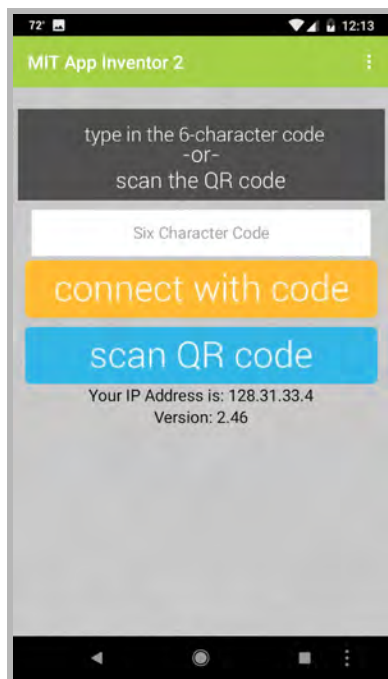 72° 12:13
MIT App Inventor 2
type in the 6-character code
-or-
scan the QR code
Six Character Code
connect with code
scan QR code
Your IP Address is: 128.31.33.4
Version: 2.46